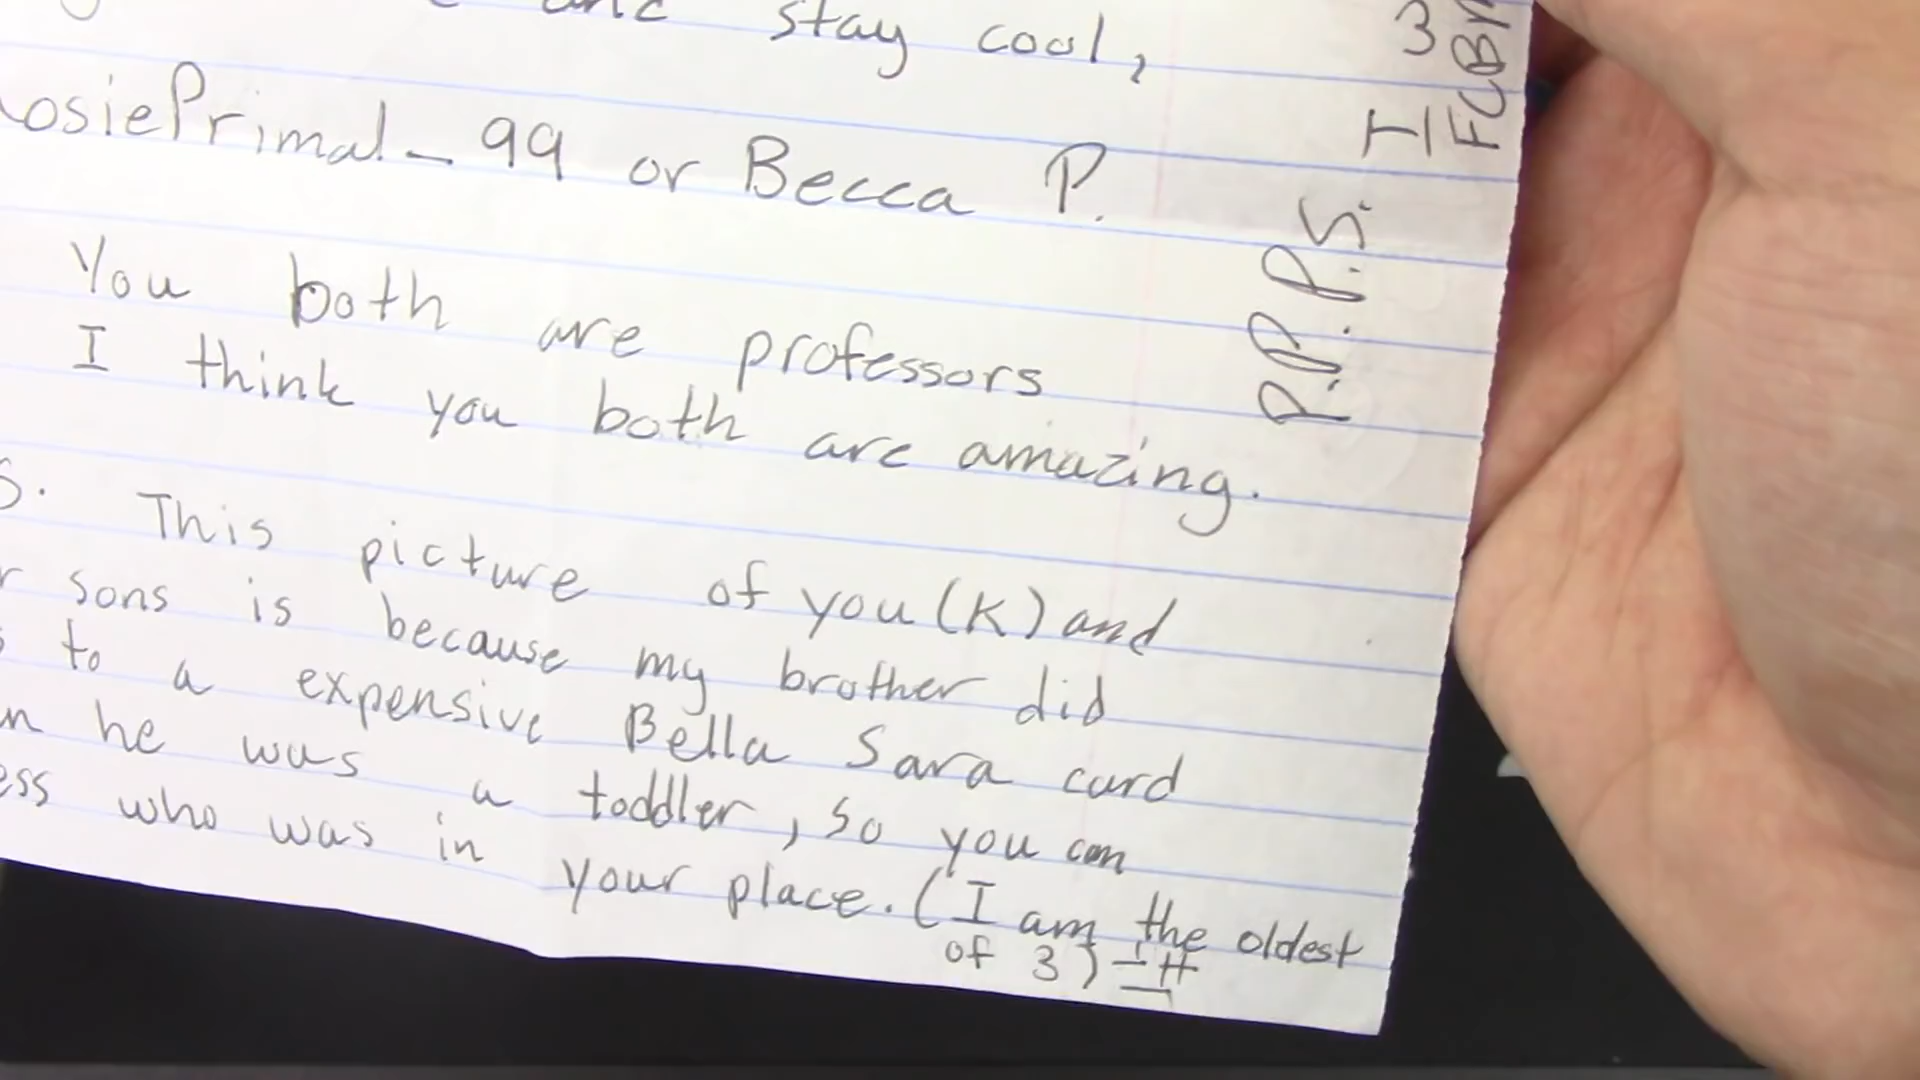 and stay cool,
osiePrimal_99 or Becca P.
You both are professors
I think you both are amazing.
S. This picture of you (K) and
r sons is because my brother did
s to a expensive Bella Sara card
n he was a toddler, so you can
ess who was in your place. (I am the oldest
of 3)
P.P.P.S. I
FCBM